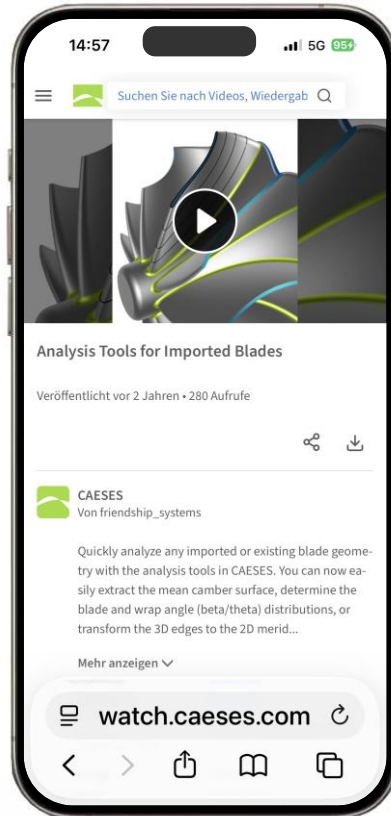 14:57
5G 95
Suchen Sie nach Videos, Wiedergab
Analysis Tools for Imported Blades
Veröffentlicht vor 2 Jahren • 280 Aufrufe
CAESES
Von friendship_systems
Quickly analyze any imported or existing blade geome-
try with the analysis tools in CAESES. You can now ea-
sily extract the mean camber surface, determine the
blade and wrap angle (beta/theta) distributions, or
transform the 3D edges to the 2D merid...
Mehr anzeigen
watch.caeses.com